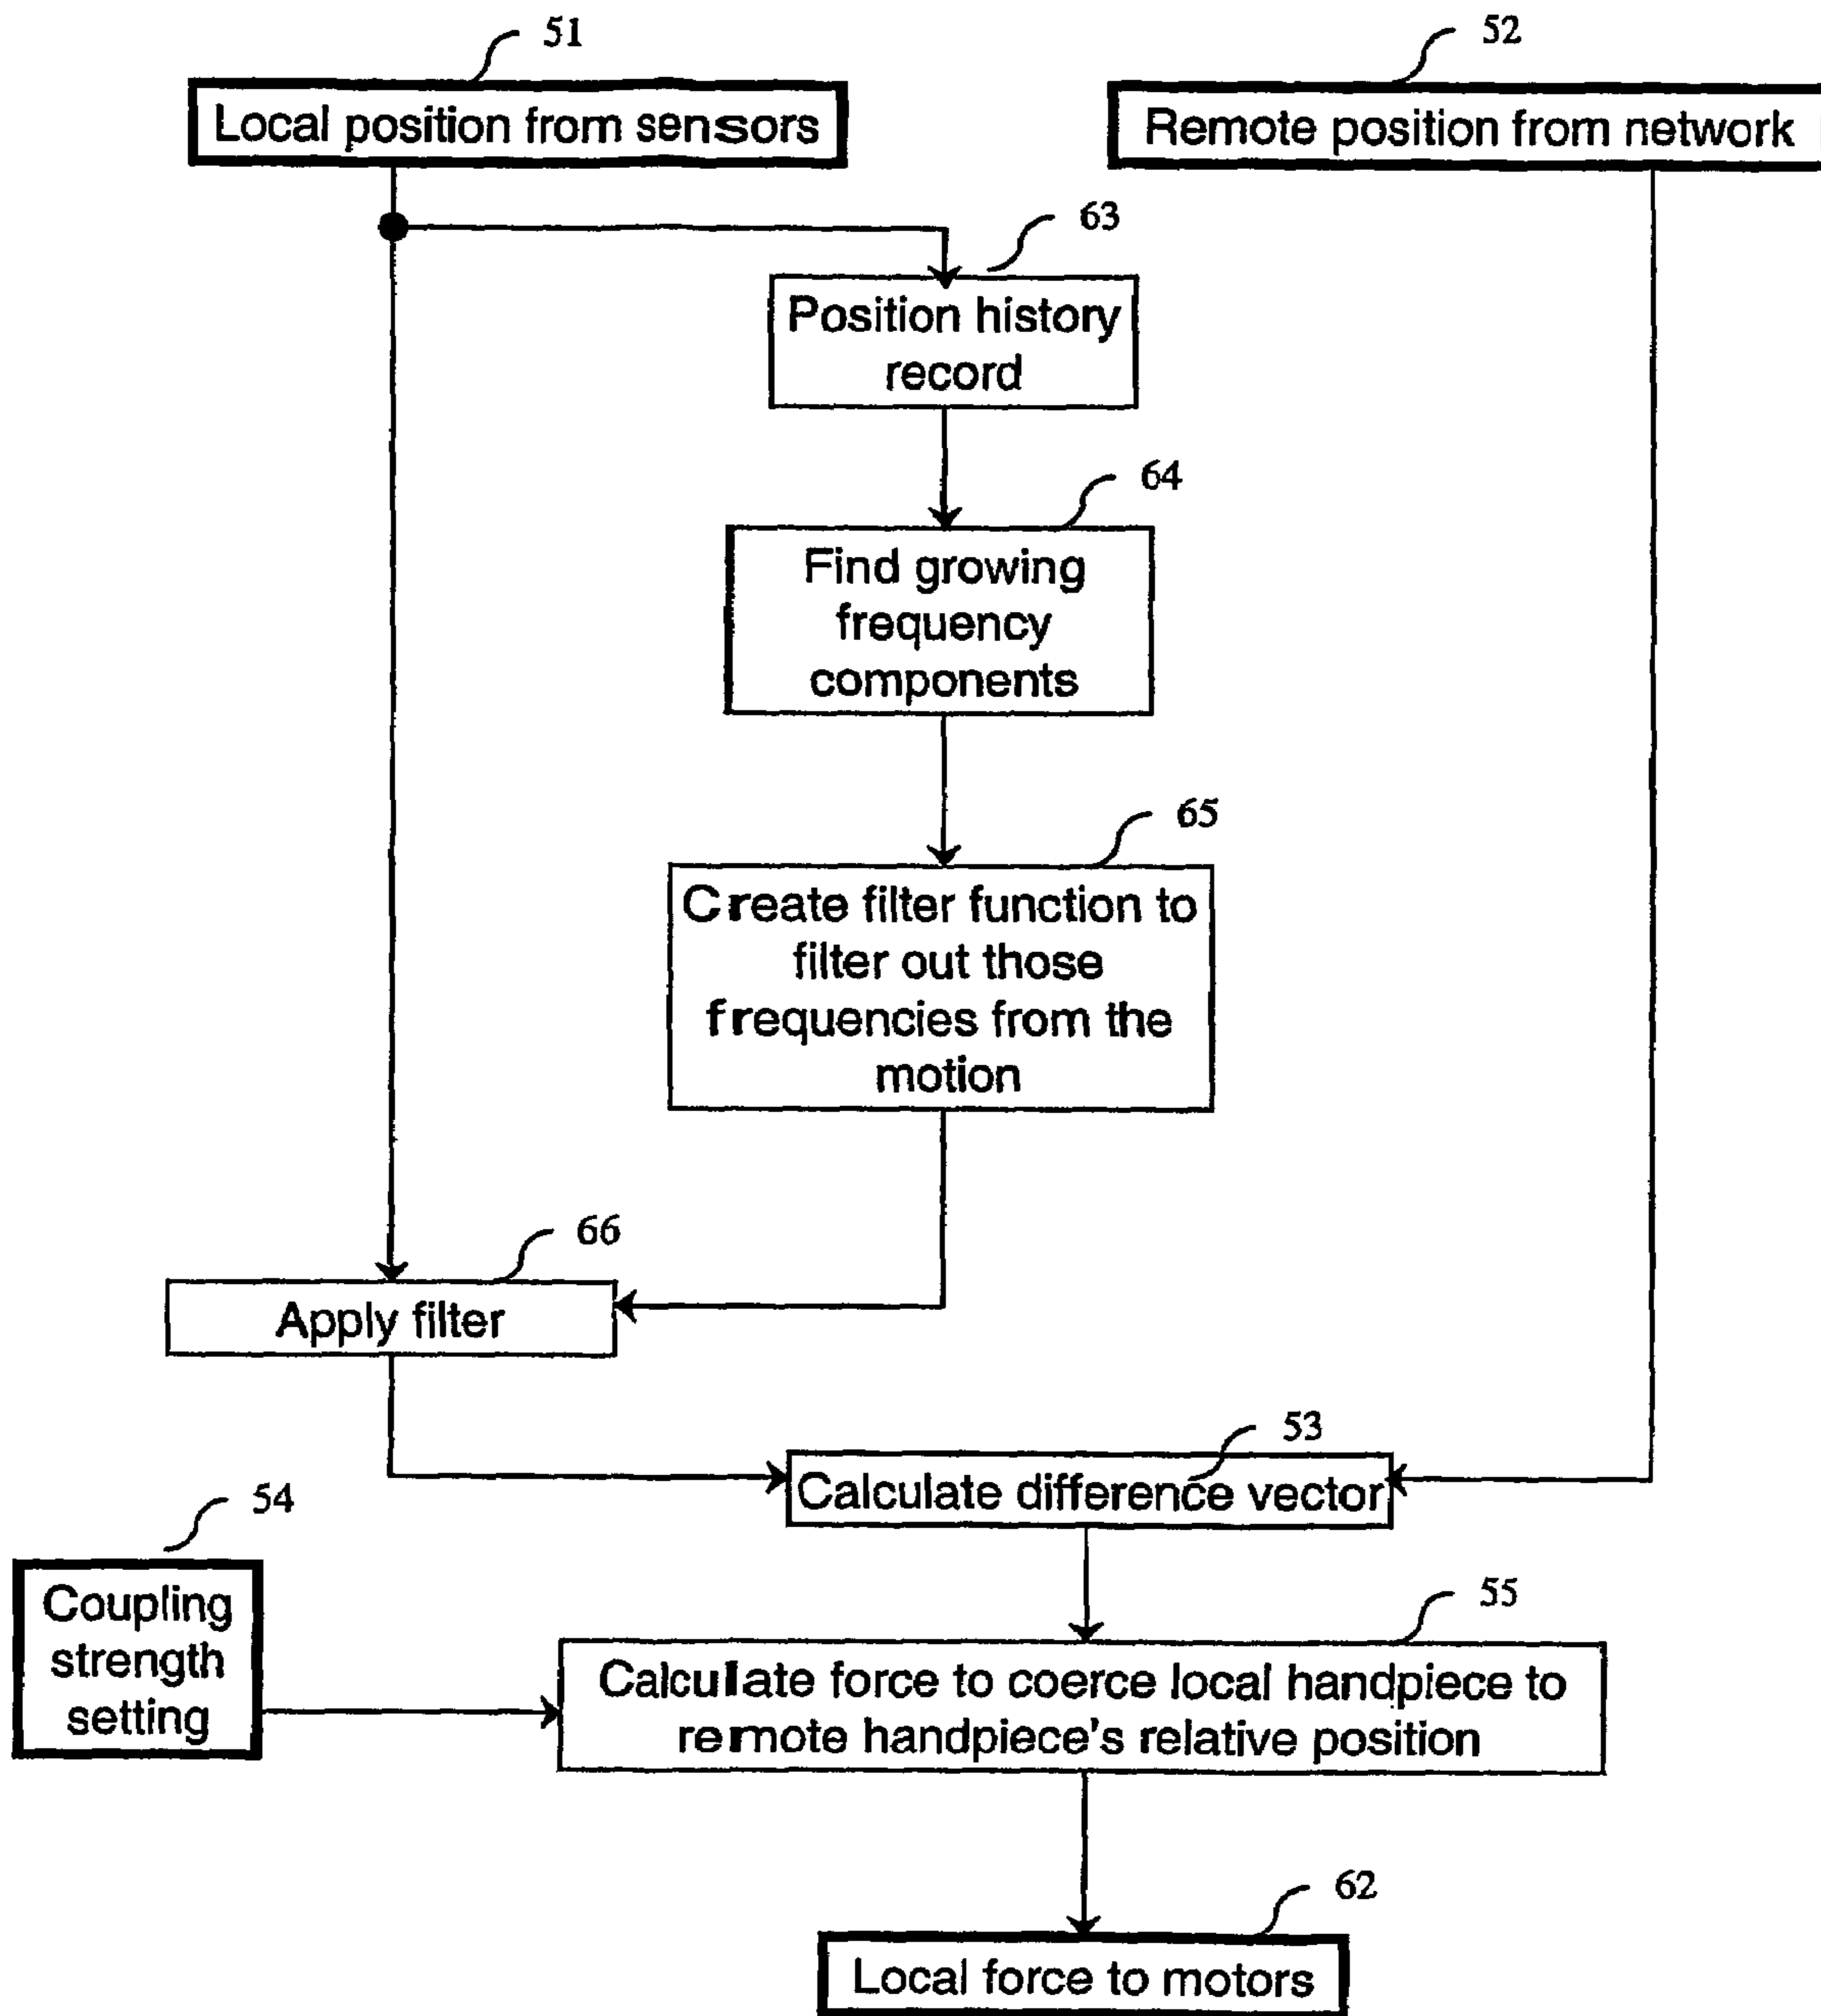 51
52
Local position from sensors
Remote position from network
63
Position history
record
64
Find growing
frequency
components
65
Create filter function to
filter out those
frequencies from the
motion
66
Apply filter
53
Calculate difference vector
54
Coupling
strength
setting
55
Calculate force to coerce local handpiece to
remote handpiece's relative position
62
Local force to motors